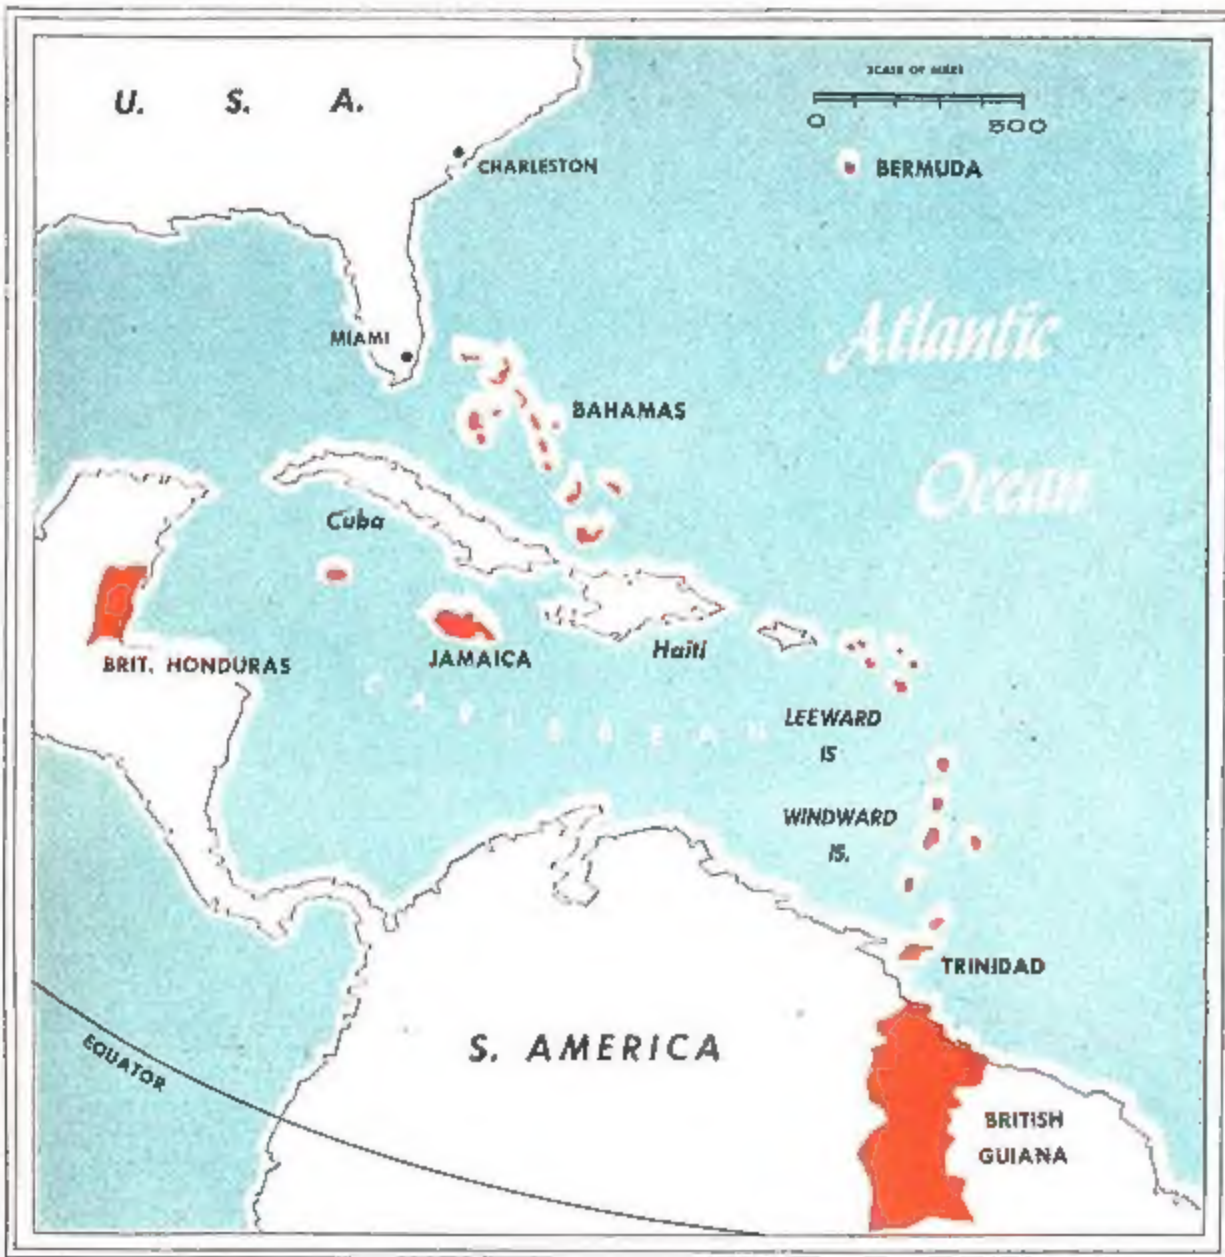 U. S. A.
SCALE OF MILES
0 500
CHARLESTON
BERMUDA
MIAMI
Atlantic
Ocean
BAHAMAS
Cuba
BRIT. HONDURAS
JAMAICA
Haiti
CARIBBEAN
LEEWARD
IS
WINDWARD
IS.
TRINIDAD
S. AMERICA
EQUATOR
BRITISH
GUIANA